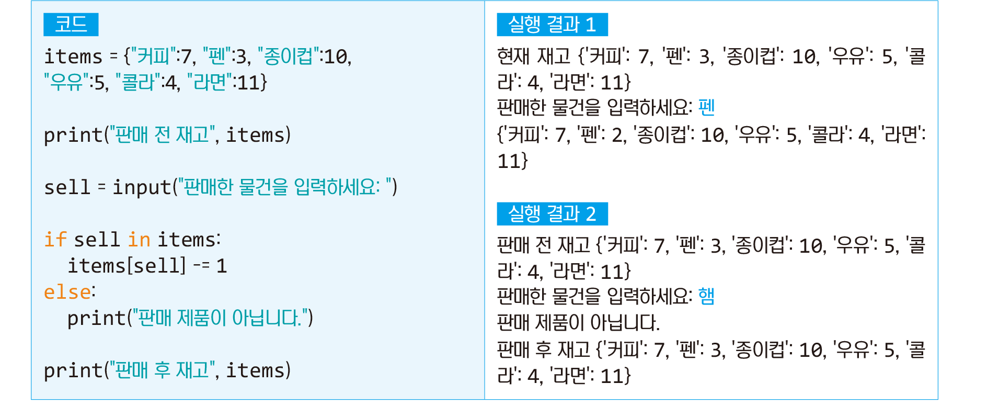 코드
items = {"커피":7, "펜":3, "종이컵":10,
"우유":5, "콜라":4, "라면":11}
print("판매 전 재고", items)
sell = input("판매한 물건을 입력하세요: ")
if sell in items:
items[sell] -= 1
else:
print("판매 제품이 아닙니다.")
print("판매 후 재고", items)
실행 결과 1
현재 재고 {'커피': 7, '펜': 3, '종이컵': 10, '우유': 5, '콜
라': 4, '라면': 11}
판매한 물건을 입력하세요: 펜
{'커피': 7, '펜': 2, '종이컵': 10, '우유': 5, '콜라': 4, '라면':
11}
실행 결과 2
판매 전 재고 {'커피': 7, '펜': 3, '종이컵': 10, '우유': 5, '콜
라': 4, '라면': 11}
판매한 물건을 입력하세요: 햄
판매 제품이 아닙니다.
판매 후 재고 {'커피': 7, '펜': 3, '종이컵': 10, '우유': 5, '콜
라': 4, '라면': 11}